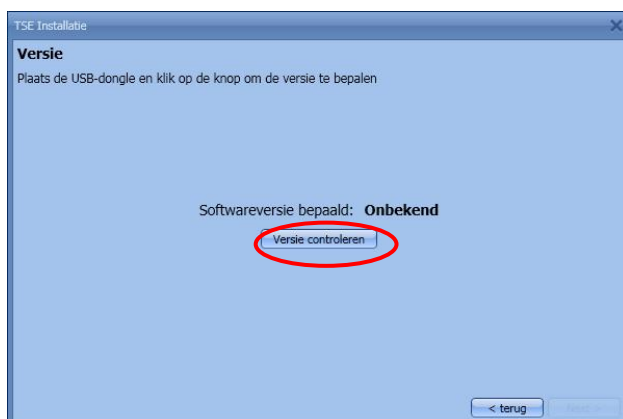 TSE Installatie
Versie
Plaats de USB-dongle en klik op de knop om de versie te bepalen
Softwareversie bepaald: Onbekend
Versie controleren
< terug